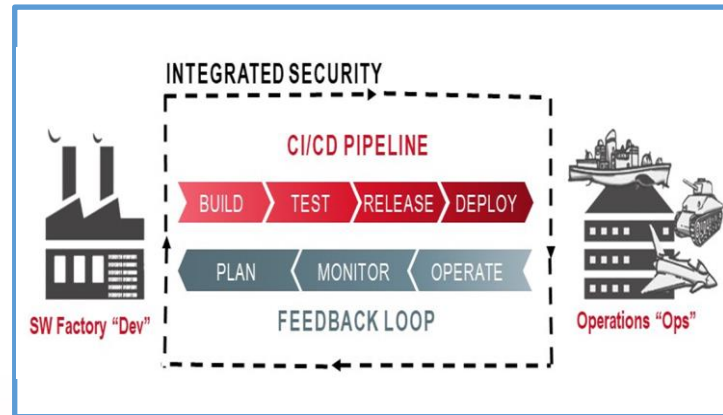 INTEGRATED SECURITY
CI/CD PIPELINE
BUILD TEST RELEASE DEPLOY
PLAN MONITOR OPERATE
FEEDBACK LOOP
SW Factory “Dev”
Operations “Ops”